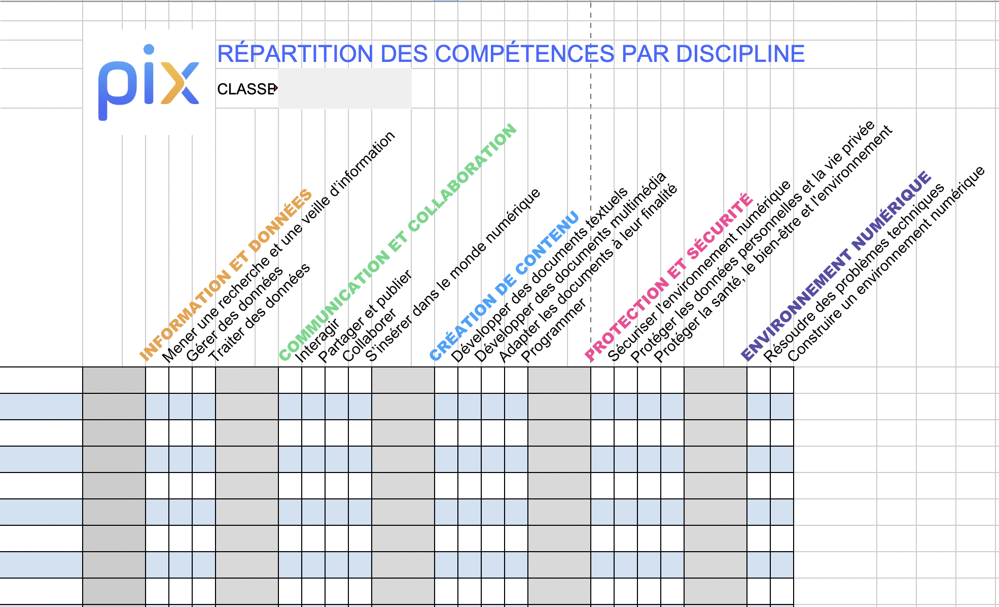 pix
RÉPARTITION DES COMPÉTENCES PAR DISCIPLINE
CLASSE
INFORMATION ET DONNÉES
Mener une recherche et une veille d’information
Gérer des données
Traiter des données
COMMUNICATION ET COLLABORATION
Interagir
Partager et publier
Collaborer
S’insérer dans le monde numérique
CRÉATION DE CONTENU
Développer des documents textuels
Développer des documents multimédia
Adapter les documents à leur finalité
Programmer
PROTECTION ET SÉCURITÉ
Sécuriser l'environnement numérique
Protéger les données personnelles et la vie privée
Protéger la santé, le bien-être et l'environnement
ENVIRONNEMENT NUMÉRIQUE
Résoudre des problèmes techniques
Construire un environnement numérique